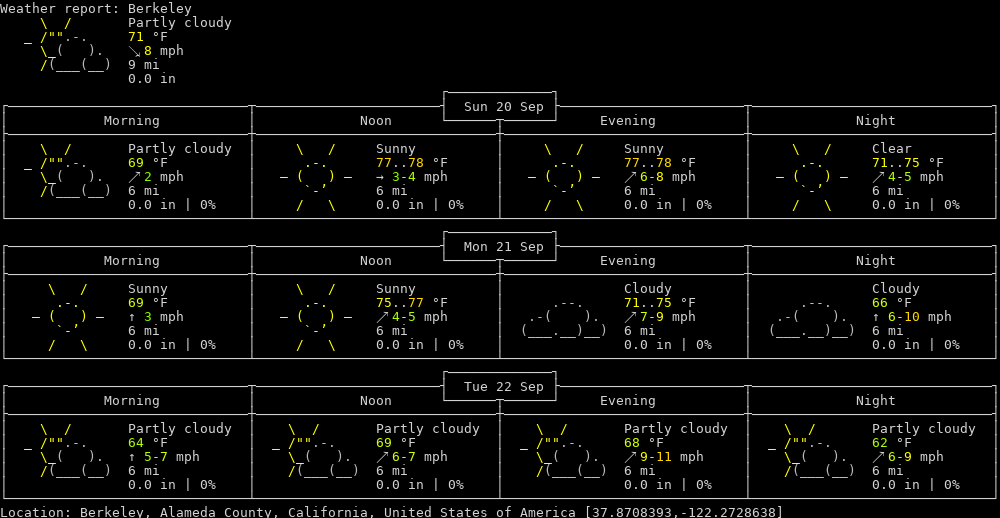 Weather report: Berkeley
Partly cloudy
71 °F
↘ 8 mph
9 mi
0.0 in
Sun 20 Sep
Morning Noon Evening Night
Partly cloudy Sunny Sunny Clear
69 °F 77..78 °F 77..78 °F 71..75 °F
↗ 2 mph → 3-4 mph ↗ 6-8 mph ↗ 4-5 mph
6 mi 6 mi 6 mi 6 mi
0.0 in | 0% 0.0 in | 0% 0.0 in | 0% 0.0 in | 0%
Mon 21 Sep
Morning Noon Evening Night
Sunny Sunny Cloudy Cloudy
69 °F 75..77 °F 71..75 °F 66 °F
↑ 3 mph ↗ 4-5 mph ↗ 7-9 mph ↑ 6-10 mph
6 mi 6 mi 6 mi 6 mi
0.0 in | 0% 0.0 in | 0% 0.0 in | 0% 0.0 in | 0%
Tue 22 Sep
Morning Noon Evening Night
Partly cloudy Partly cloudy Partly cloudy Partly cloudy
64 °F 69 °F 68 °F 62 °F
↑ 5-7 mph ↗ 6-7 mph ↗ 9-11 mph ↗ 6-9 mph
6 mi 6 mi 6 mi 6 mi
0.0 in | 0% 0.0 in | 0% 0.0 in | 0% 0.0 in | 0%
Location: Berkeley, Alameda County, California, United States of America [37.8708393,-122.2728638]